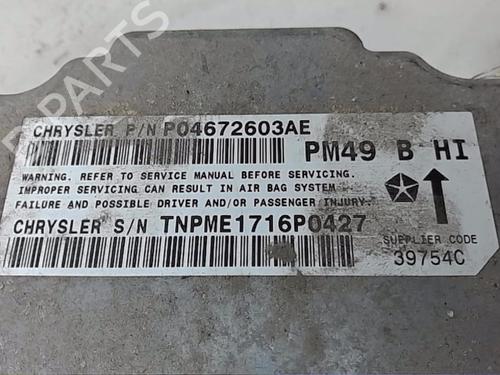 CHRYSLER P/N P04672603AE
PM49 B HI
WARNING. REFER TO SERVICE MANUAL BEFORE SERVICING.
IMPROPER SERVICING CAN RESULT IN AIR BAG SYSTEM
FAILURE AND POSSIBLE DRIVER AND/OR PASSENGER INJURY.
CHRYSLER S/N TNPME1716P0427
SUPPLIER CODE
39754C